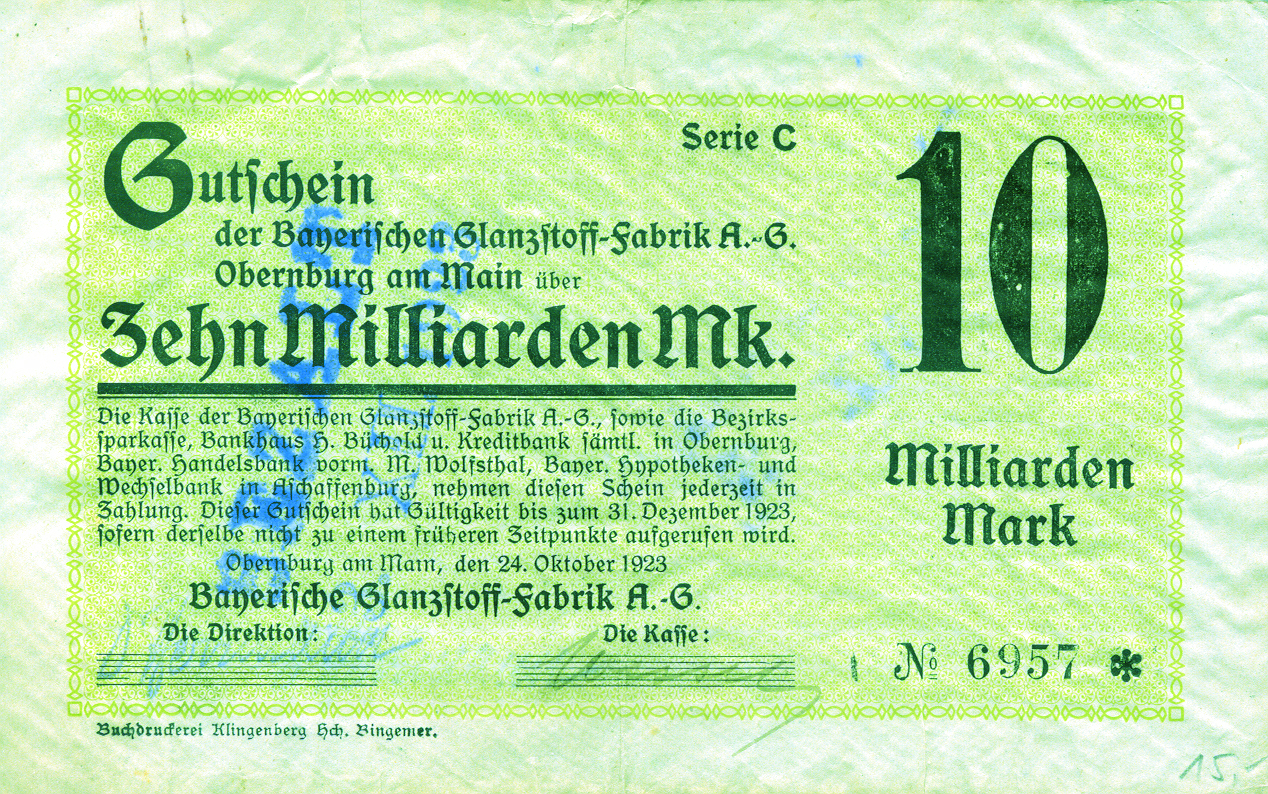 Serie C
Gutschein
der Bayerischen Glanzstoff-Fabrik A.-G.
Obernburg am Main über
Zehn Milliarden Mk.
Die Kasse der Bayerischen Glanzstoff-Fabrik A.-G., sowie die Bezirks-
sparkasse, Bankhaus H. Büchold u. Kreditbank sämtl. in Obernburg,
Bayer. Handelsbank vorm. M. Wolfsthal, Bayer. Hypotheken- und
Wechselbank in Aschaffenburg, nehmen diesen Schein jederzeit in
Zahlung. Dieser Gutschein hat Gültigkeit bis zum 31. Dezember 1923,
sofern derselbe nicht zu einem früheren Zeitpunkte aufgerufen wird.
Obernburg am Main, den 24. Oktober 1923
Bayerische Glanzstoff-Fabrik A.-G.
Die Direktion:
Die Kasse:
10
Milliarden
Mark
№ 6957 *
Buchdruckerei Klingenberg Hch. Bingemer.
15,-